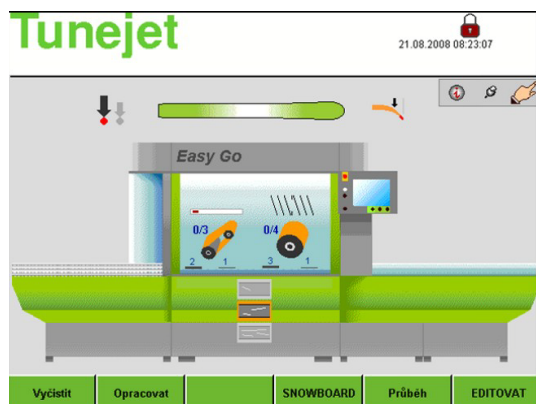 Tunejet
21.08.2008 08:23:07
Easy Go
0/3 0/4
2 1 3 1
Vyčistit Opracovat SNOWBOARD Průběh EDITOVAT